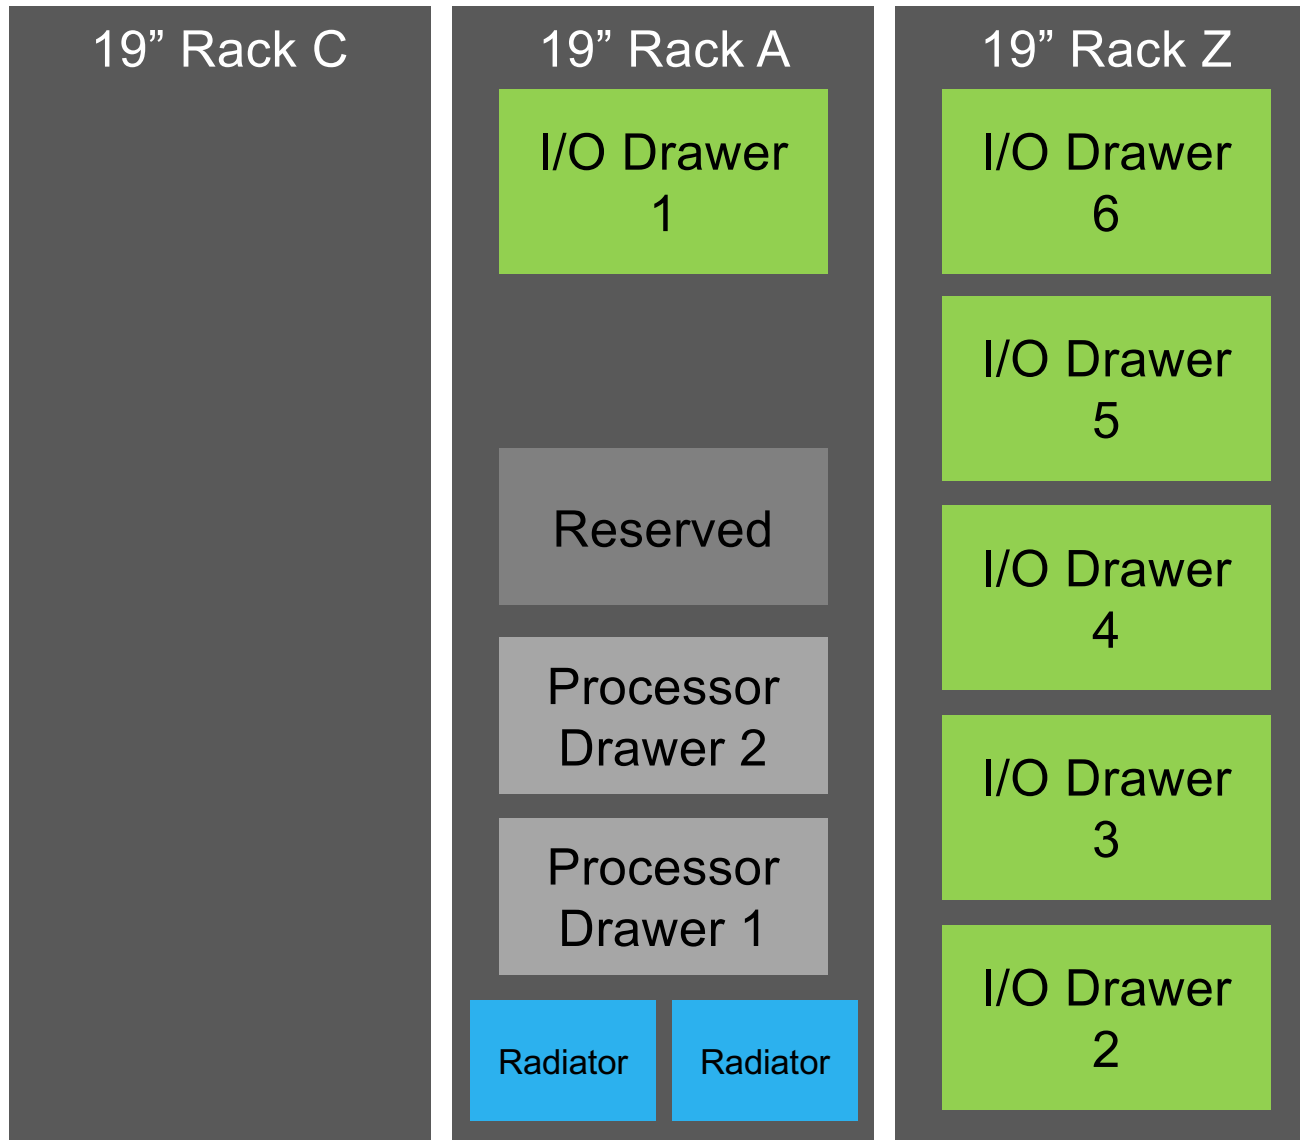 19” Rack C
19” Rack A
I/O Drawer
1
Reserved
Processor
Drawer 2
Processor
Drawer 1
Radiator
Radiator
19” Rack Z
I/O Drawer
6
I/O Drawer
5
I/O Drawer
4
I/O Drawer
3
I/O Drawer
2